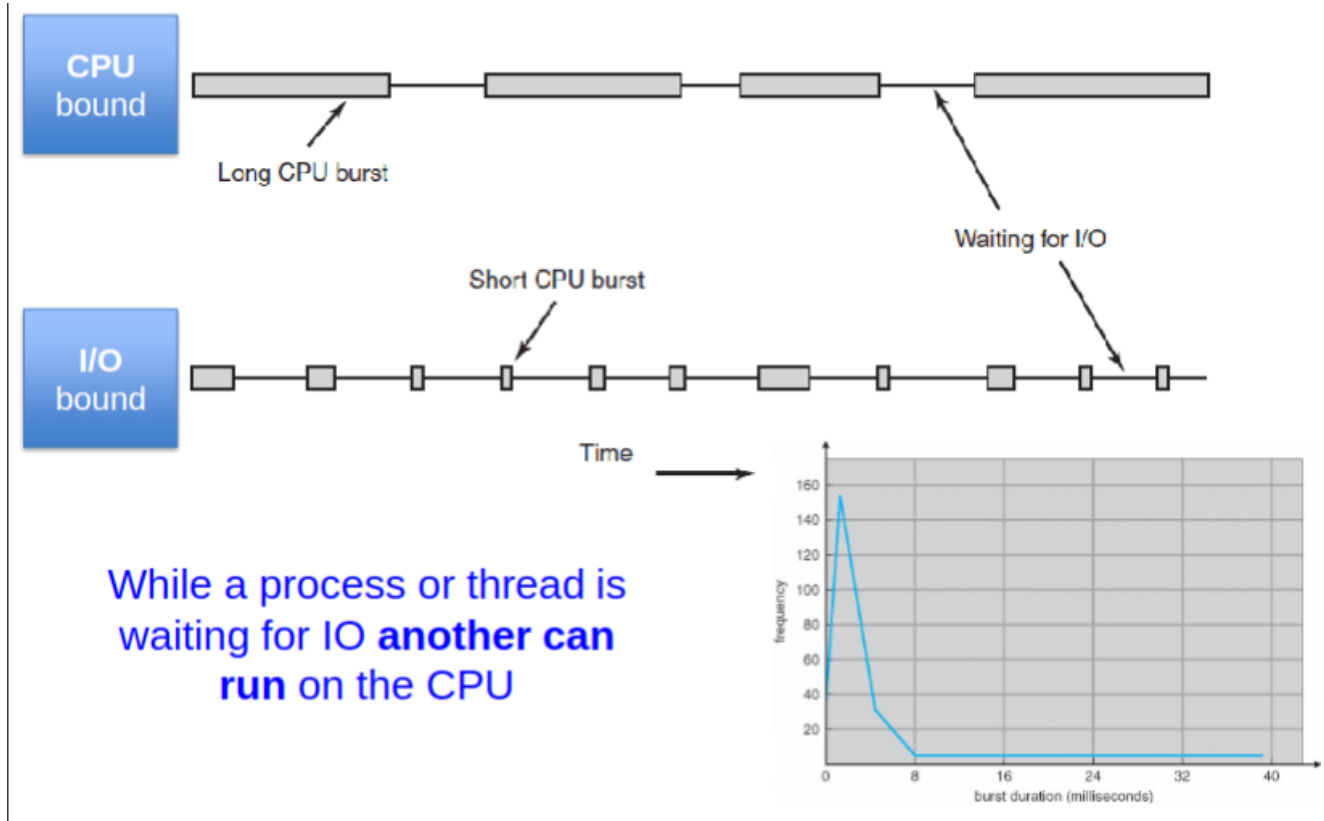 CPU
bound
Long CPU burst
Waiting for I/O
Short CPU burst
I/O
bound
Time
While a process or thread is
waiting for IO another can
run on the CPU
160
140
120
100
80
60
40
20
frequency
0 8 16 24 32 40
burst duration (milliseconds)